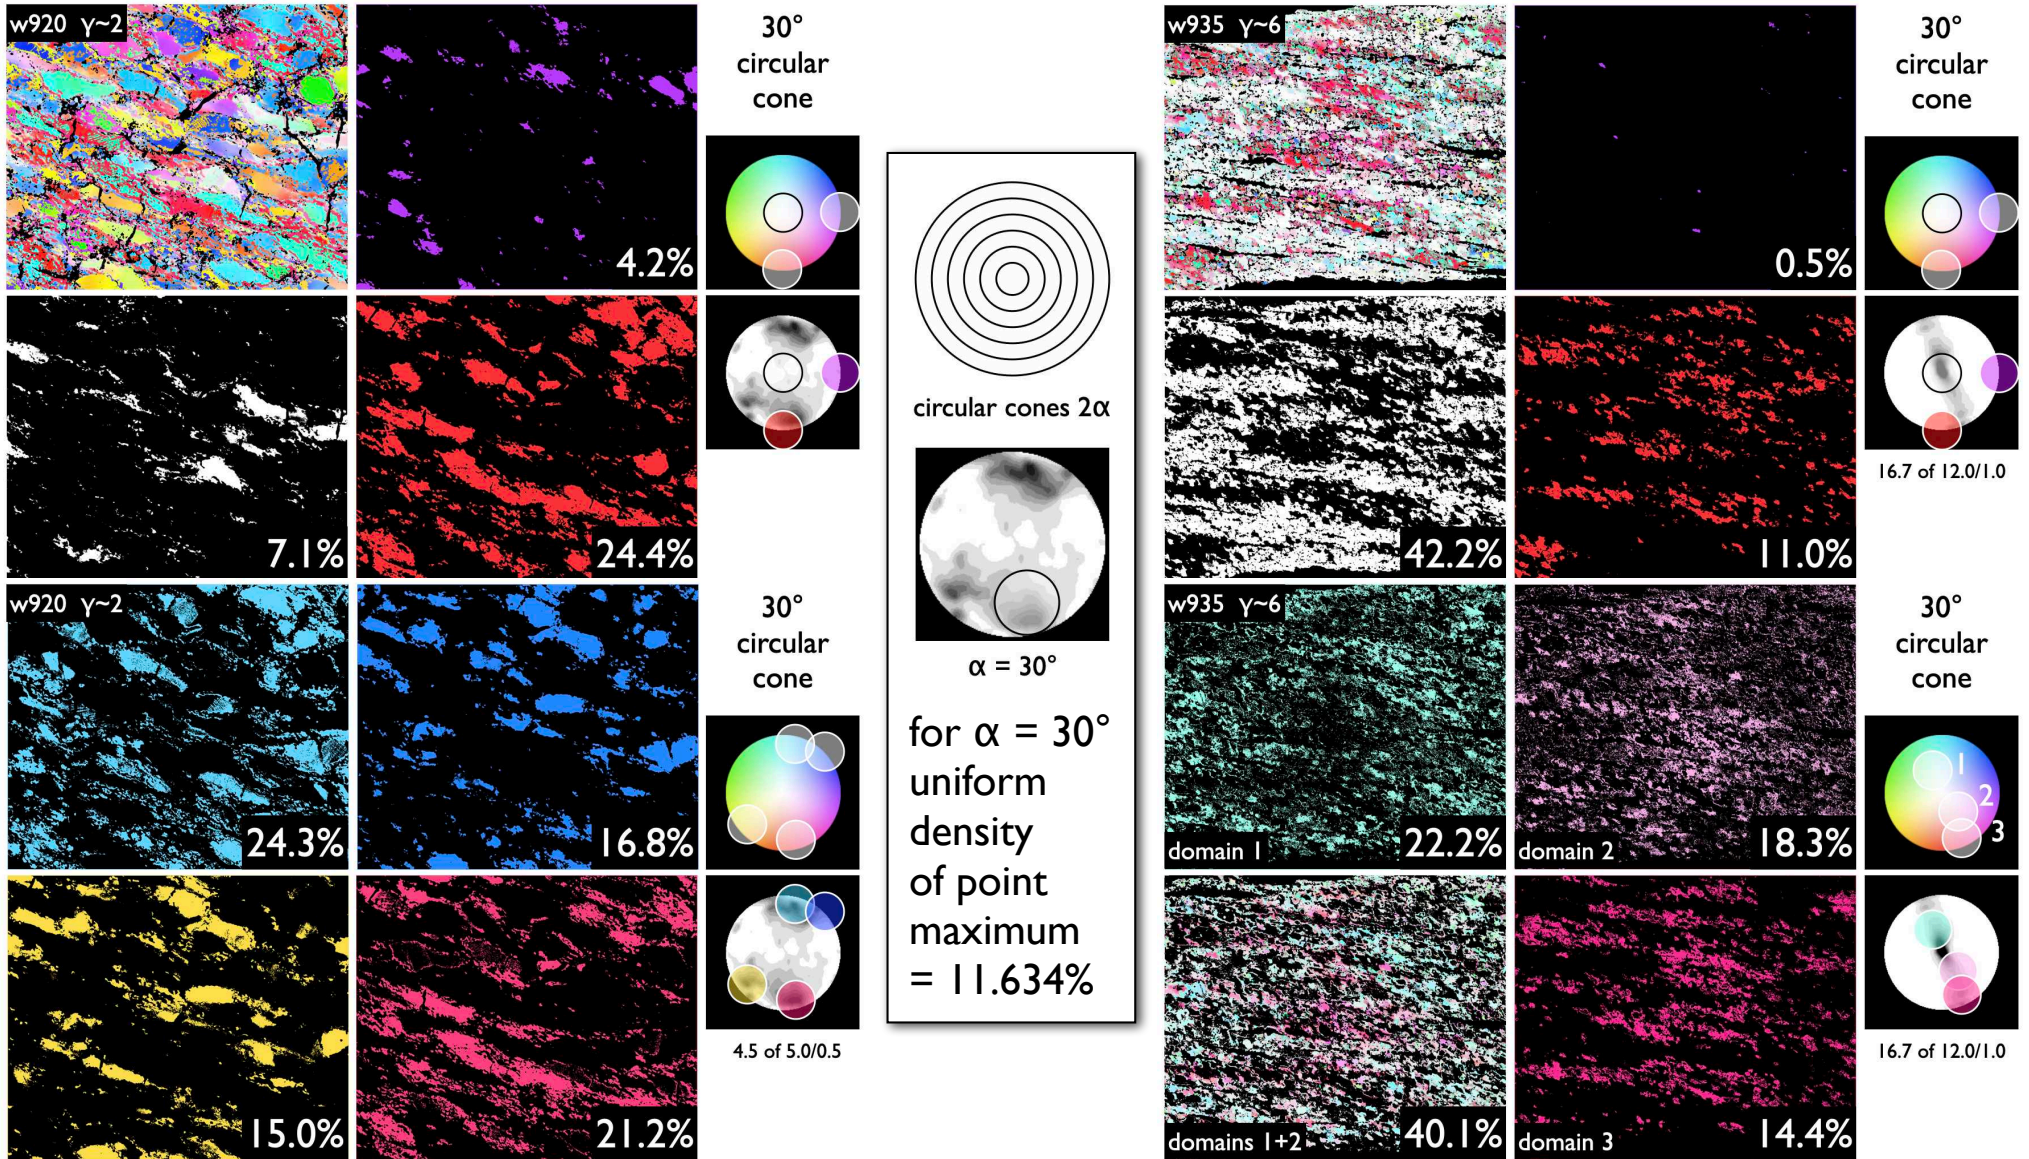 w920 γ~2
4.2%
30°
circular
cone
7.1%
24.4%
w920 γ~2
24.3%
16.8%
30°
circular
cone
15.0%
21.2%
4.5 of 5.0/0.5
circular cones 2α
α = 30°
for α = 30°
uniform
density
of point
maximum
= 11.634%
w935 γ~6
0.5%
30°
circular
cone
42.2%
11.0%
16.7 of 12.0/1.0
w935 γ~6
domain 1
22.2%
domain 2
18.3%
30°
circular
cone
1
2
3
domains 1+2
40.1%
domain 3
14.4%
16.7 of 12.0/1.0